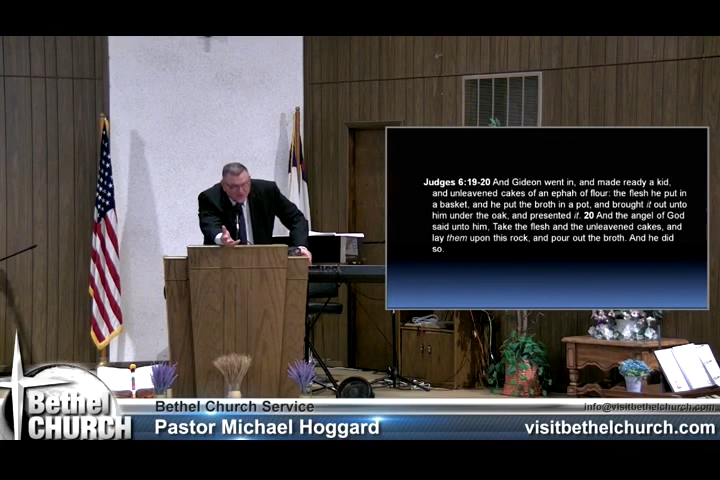 Judges 6:19-20 And Gideon went in, and made ready a kid,
and unleavened cakes of an ephah of flour: the flesh he put in
a basket, and he put the broth in a pot, and brought it out unto
him under the oak, and presented it. 20 And the angel of God
said unto him, Take the flesh and the unleavened cakes, and
lay them upon this rock, and pour out the broth. And he did
so.
Bethel
CHURCH
Bethel Church Service
info@visitbethelchurch.com
Pastor Michael Hoggard
visitbethelchurch.com